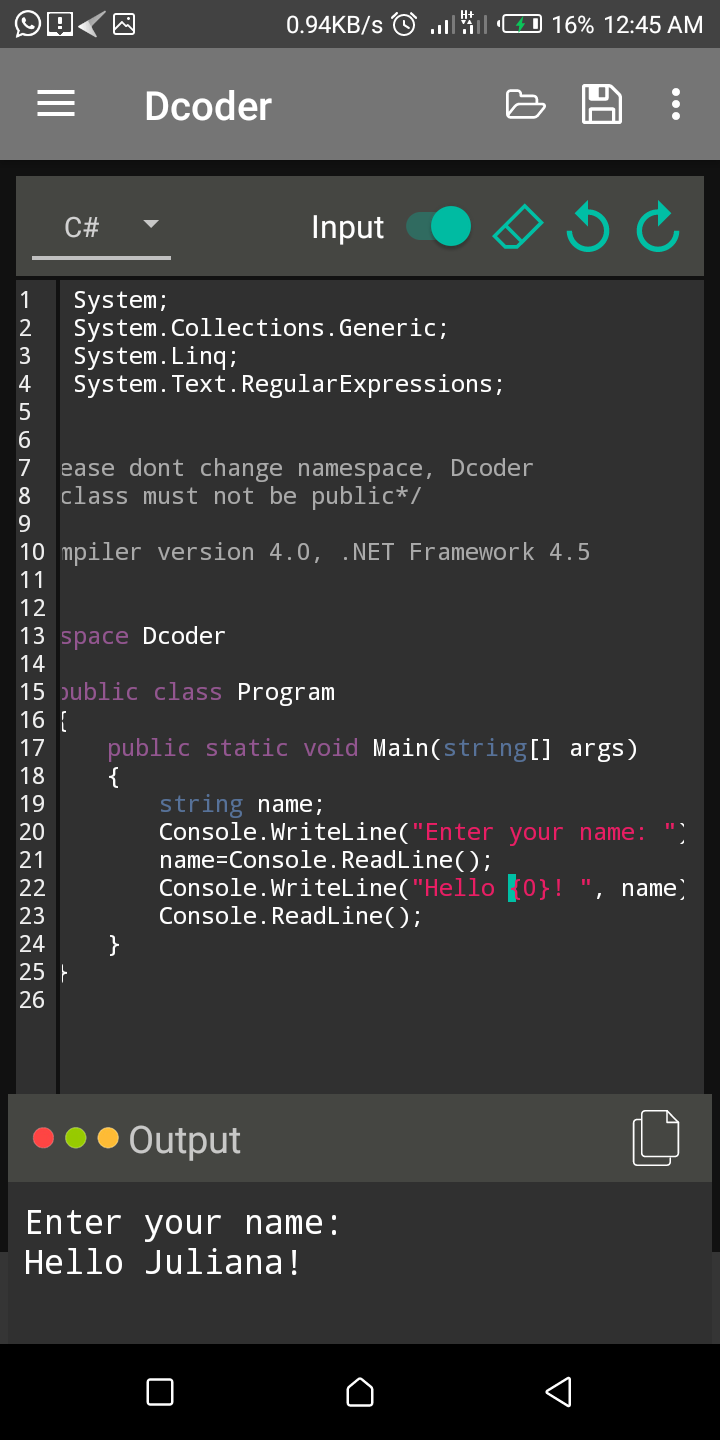 0.94KB/s H+ 16% 12:45 AM
Dcoder
C# Input
1 System;
2 System.Collections.Generic;
3 System.Linq;
4 System.Text.RegularExpressions;
5
6
7 ease dont change namespace, Dcoder
8 class must not be public*/
9
10 mpiler version 4.0, .NET Framework 4.5
11
12
13 space Dcoder
14
15 public class Program
16 {
17 public static void Main(string[] args)
18 {
19 string name;
20 Console.WriteLine("Enter your name: ")
21 name=Console.ReadLine();
22 Console.WriteLine("Hello {0}! ", name)
23 Console.ReadLine();
24 }
25 }
26
Output
Enter your name:
Hello Juliana!